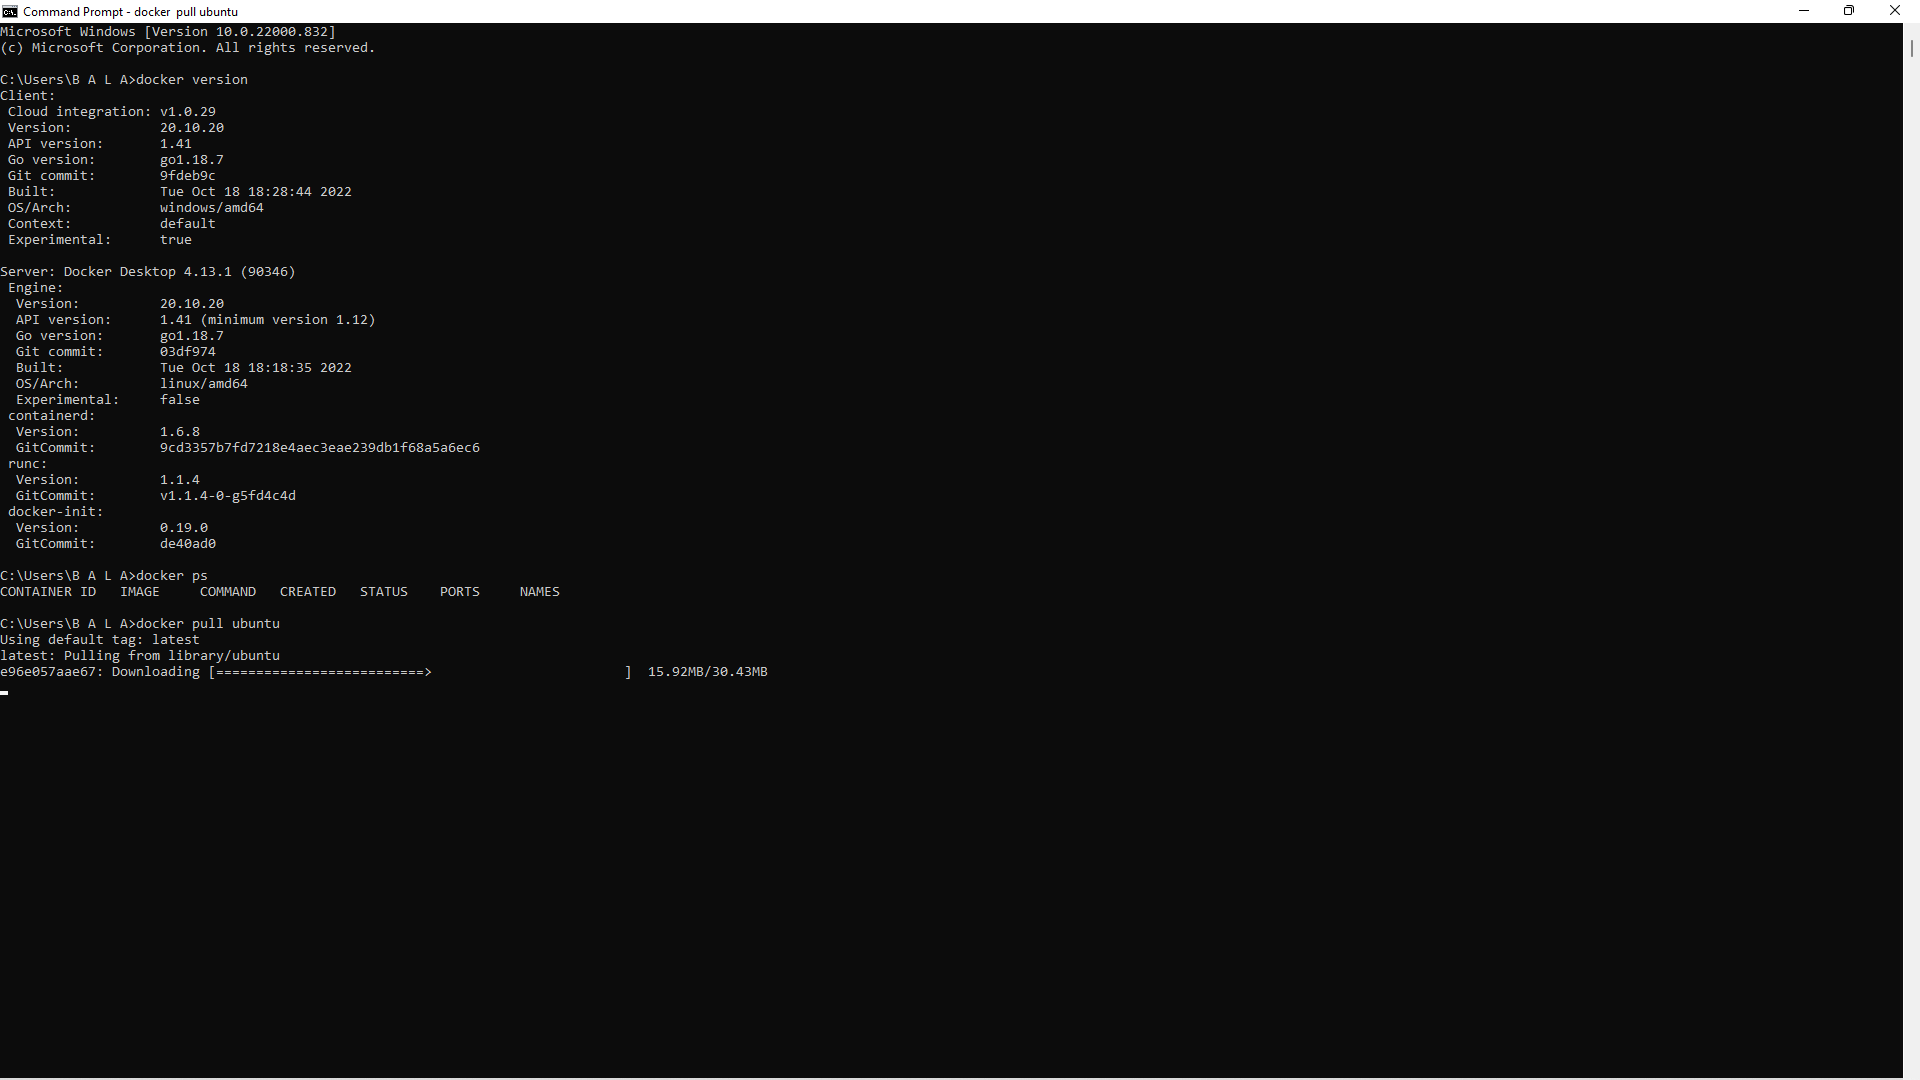 Command Prompt - docker pull ubuntu
Microsoft Windows [Version 10.0.22000.832]
(c) Microsoft Corporation. All rights reserved.
C:\Users\B A L A>docker version
Client:
 Cloud integration: v1.0.29
 Version:           20.10.20
 API version:       1.41
 Go version:        go1.18.7
 Git commit:        9fdeb9c
 Built:             Tue Oct 18 18:28:44 2022
 OS/Arch:           windows/amd64
 Context:           default
 Experimental:      true
Server: Docker Desktop 4.13.1 (90346)
 Engine:
  Version:          20.10.20
  API version:      1.41 (minimum version 1.12)
  Go version:       go1.18.7
  Git commit:       03df974
  Built:            Tue Oct 18 18:18:35 2022
  OS/Arch:          linux/amd64
  Experimental:     false
 containerd:
  Version:          1.6.8
  GitCommit:        9cd3357b7fd7218e4aec3eae239db1f68a5a6ec6
 runc:
  Version:          1.1.4
  GitCommit:        v1.1.4-0-g5fd4c4d
 docker-init:
  Version:          0.19.0
  GitCommit:        de40ad0
C:\Users\B A L A>docker ps
CONTAINER ID   IMAGE     COMMAND   CREATED   STATUS    PORTS     NAMES
C:\Users\B A L A>docker pull ubuntu
Using default tag: latest
latest: Pulling from library/ubuntu
e96e057aae67: Downloading [==========================>                        ]  15.92MB/30.43MB